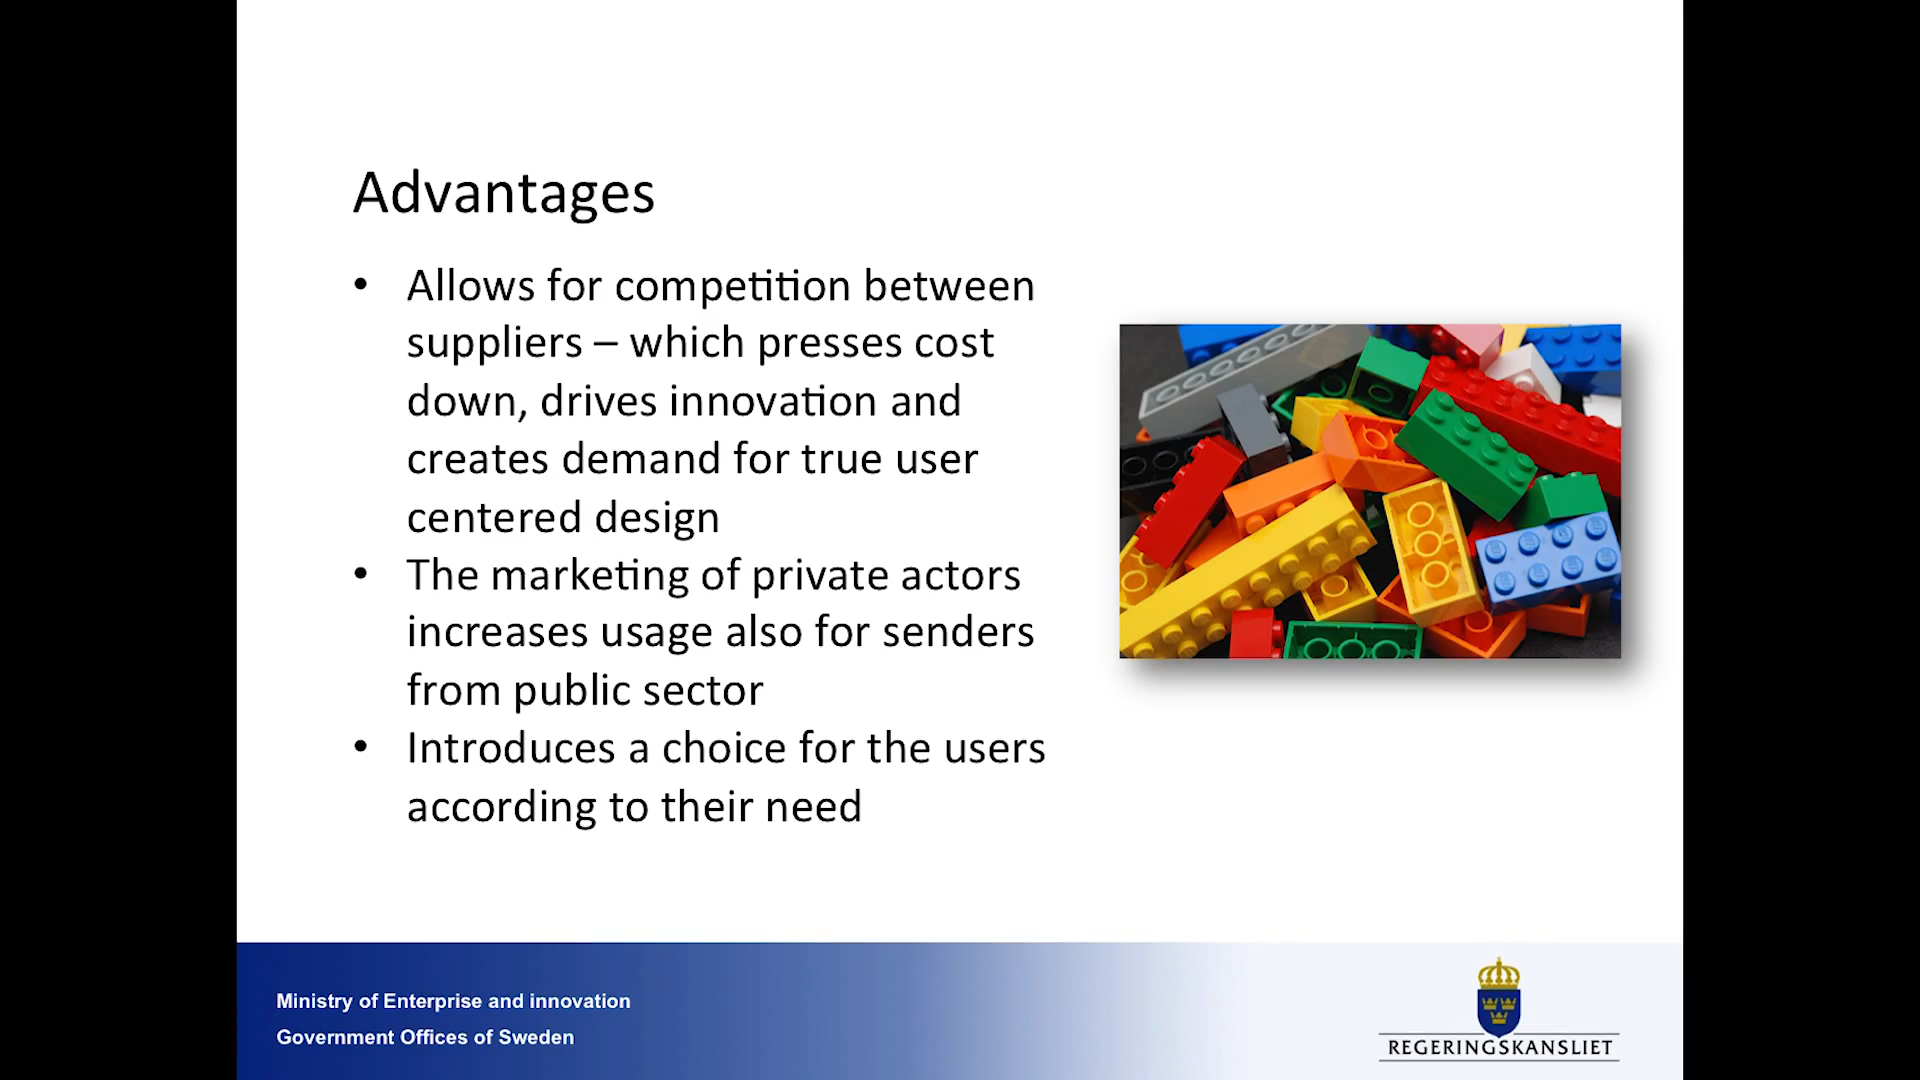 Advantages
• Allows for competition between
suppliers – which presses cost
down, drives innovation and
creates demand for true user
centered design
• The marketing of private actors
increases usage also for senders
from public sector
• Introduces a choice for the users
according to their need
Ministry of Enterprise and innovation
Government Offices of Sweden
REGERINGSKANSLIET